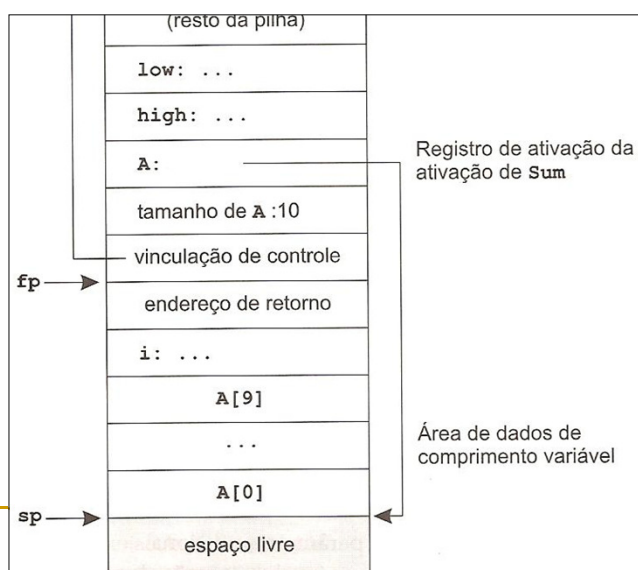 (resto da pilha)
low: ...
high: ...
A:
Registro de ativação da
ativação de Sum
tamanho de A :10
vinculação de controle
fp
endereço de retorno
i: ...
A[9]
...
Área de dados de
comprimento variável
A[0]
sp
espaço livre